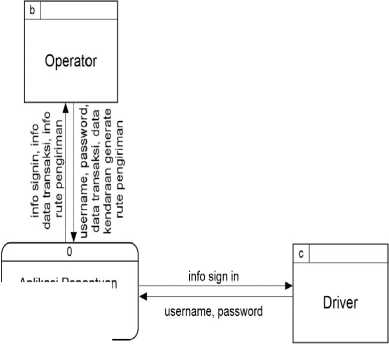 b
Operator
info signin, info
data transaksi, info
rute pengiriman
username, password,
data transaksi, data
kendaraan generate
rute pengiriman
0
Aplikasi
info sign in
username, password
c
Driver